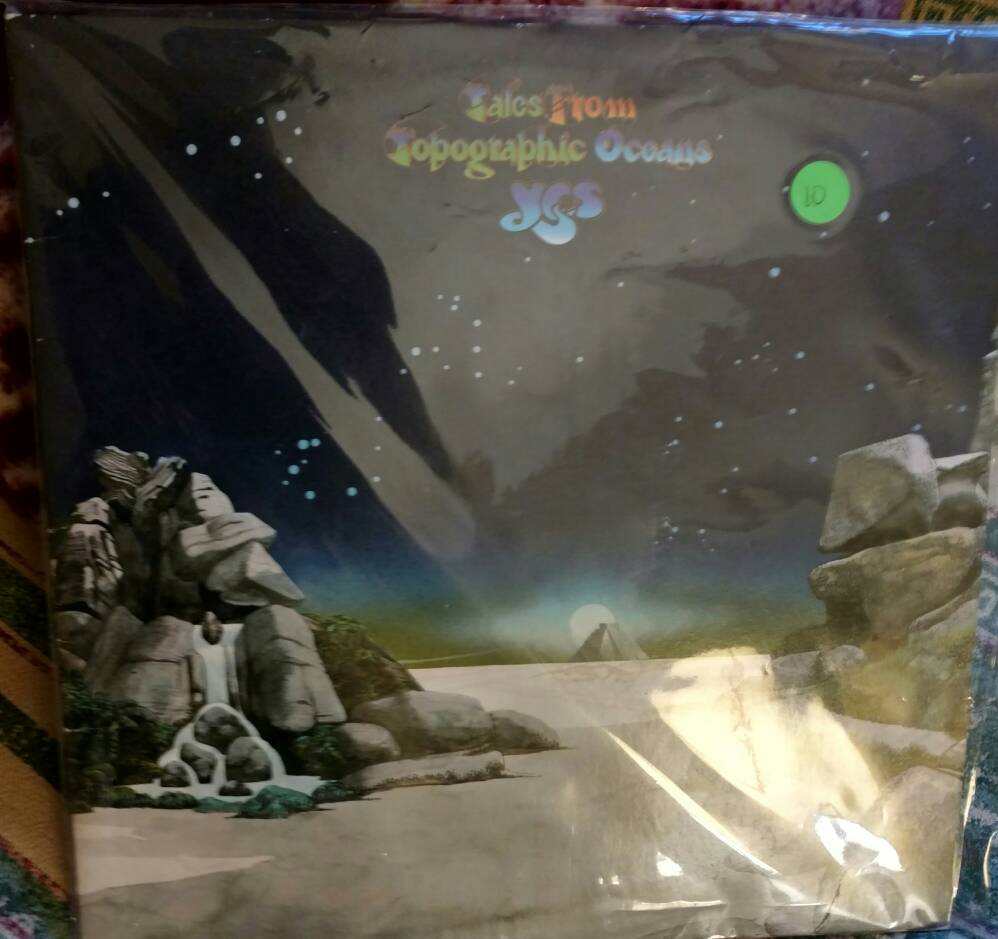 Tales From
Topographic Oceans
yes
10